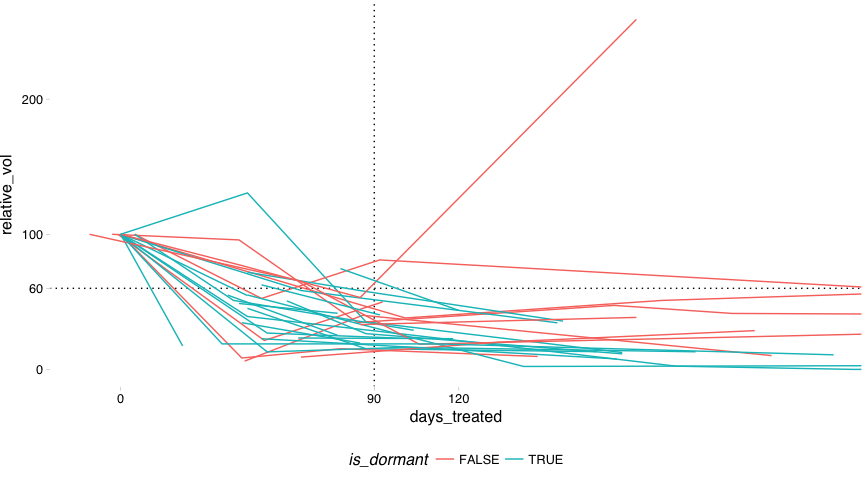 relative_vol
200
100
60
0
0 90 120
days_treated
is_dormant FALSE TRUE